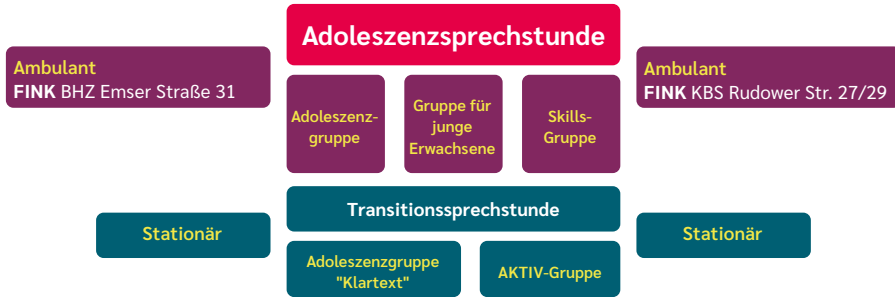 Adoleszenzsprechstunde
Ambulant
FINK BHZ Emser Straße 31
Ambulant
FINK KBS Rudower Str. 27/29
Adoleszenz-
gruppe
Gruppe für
junge
Erwachsene
Skills-
Gruppe
Transitionssprechstunde
Stationär
Stationär
Adoleszenzgruppe
"Klartext"
AKTIV-Gruppe